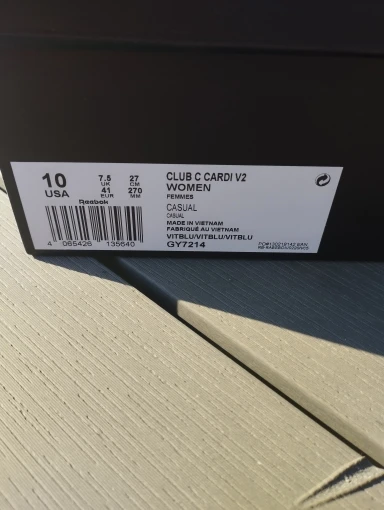 10 7.5 27
USA UK CM
41 270
EUR MM
Reebok
4 065426 135640
CLUB C CARDI V2
WOMEN
FEMMES
CASUAL
CASUAL
MADE IN VIETNAM
FABRIQUÉ AU VIETNAM
VITBLU/VITBLU/VITBLU
GY7214